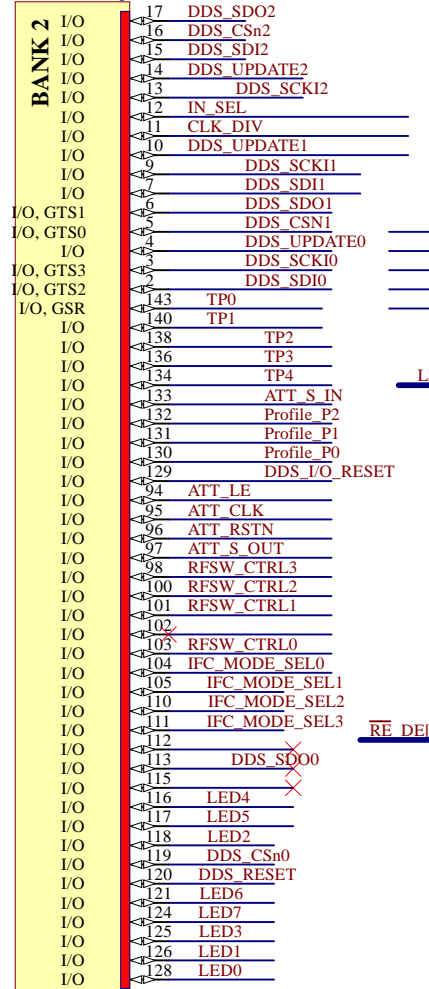 BANK 2
I/O 17 DDS_SDO2
I/O 16 DDS_CSn2
I/O 15 DDS_SDI2
I/O 14 DDS_UPDATE2
I/O 13 DDS_SCKI2
I/O 12 IN_SEL
I/O 11 CLK_DIV
I/O 10 DDS_UPDATE1
I/O 9 DDS_SCKI1
I/O 7 DDS_SDI1
I/O, GTS1 6 DDS_SDO1
I/O, GTS0 5 DDS_CSN1
I/O 4 DDS_UPDATE0
I/O, GTS3 3 DDS_SCKI0
I/O, GTS2 2 DDS_SDI0
I/O, GSR 143 TP0
I/O 140 TP1
I/O 138 TP2
I/O 136 TP3
I/O 134 TP4 L
I/O 133 ATT_S_IN
I/O 132 Profile_P2
I/O 131 Profile_P1
I/O 130 Profile_P0
I/O 129 DDS_I/O_RESET
I/O 94 ATT_LE
I/O 95 ATT_CLK
I/O 96 ATT_RSTN
I/O 97 ATT_S_OUT
I/O 98 RFSW_CTRL3
I/O 100 RFSW_CTRL2
I/O 101 RFSW_CTRL1
I/O 102
I/O 103 RFSW_CTRL0
I/O 104 IFC_MODE_SEL0
I/O 105 IFC_MODE_SEL1
I/O 110 IFC_MODE_SEL2
I/O 111 IFC_MODE_SEL3 RE_DE[
I/O 112
I/O 113 DDS_SDO0
I/O 115
I/O 116 LED4
I/O 117 LED5
I/O 118 LED2
I/O 119 DDS_CSn0
I/O 120 DDS_RESET
I/O 121 LED6
I/O 124 LED7
I/O 125 LED3
I/O 126 LED1
I/O 128 LED0